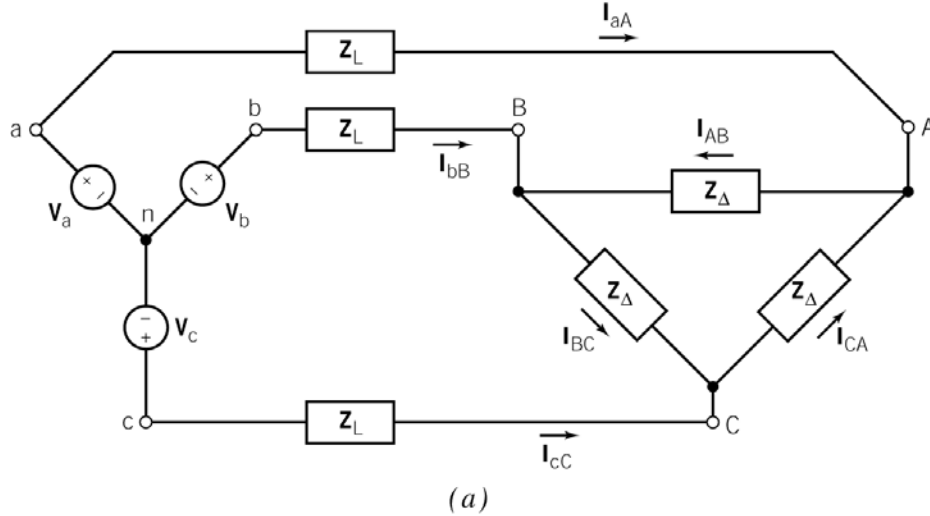 I_aA
Z_L
a
b
Z_L
B
A
I_bB
I_AB
+
−
−
+
V_a
n
V_b
Z_Δ
Z_Δ
Z_Δ
I_BC
I_CA
−
+
V_c
c
Z_L
C
I_cC
(a)